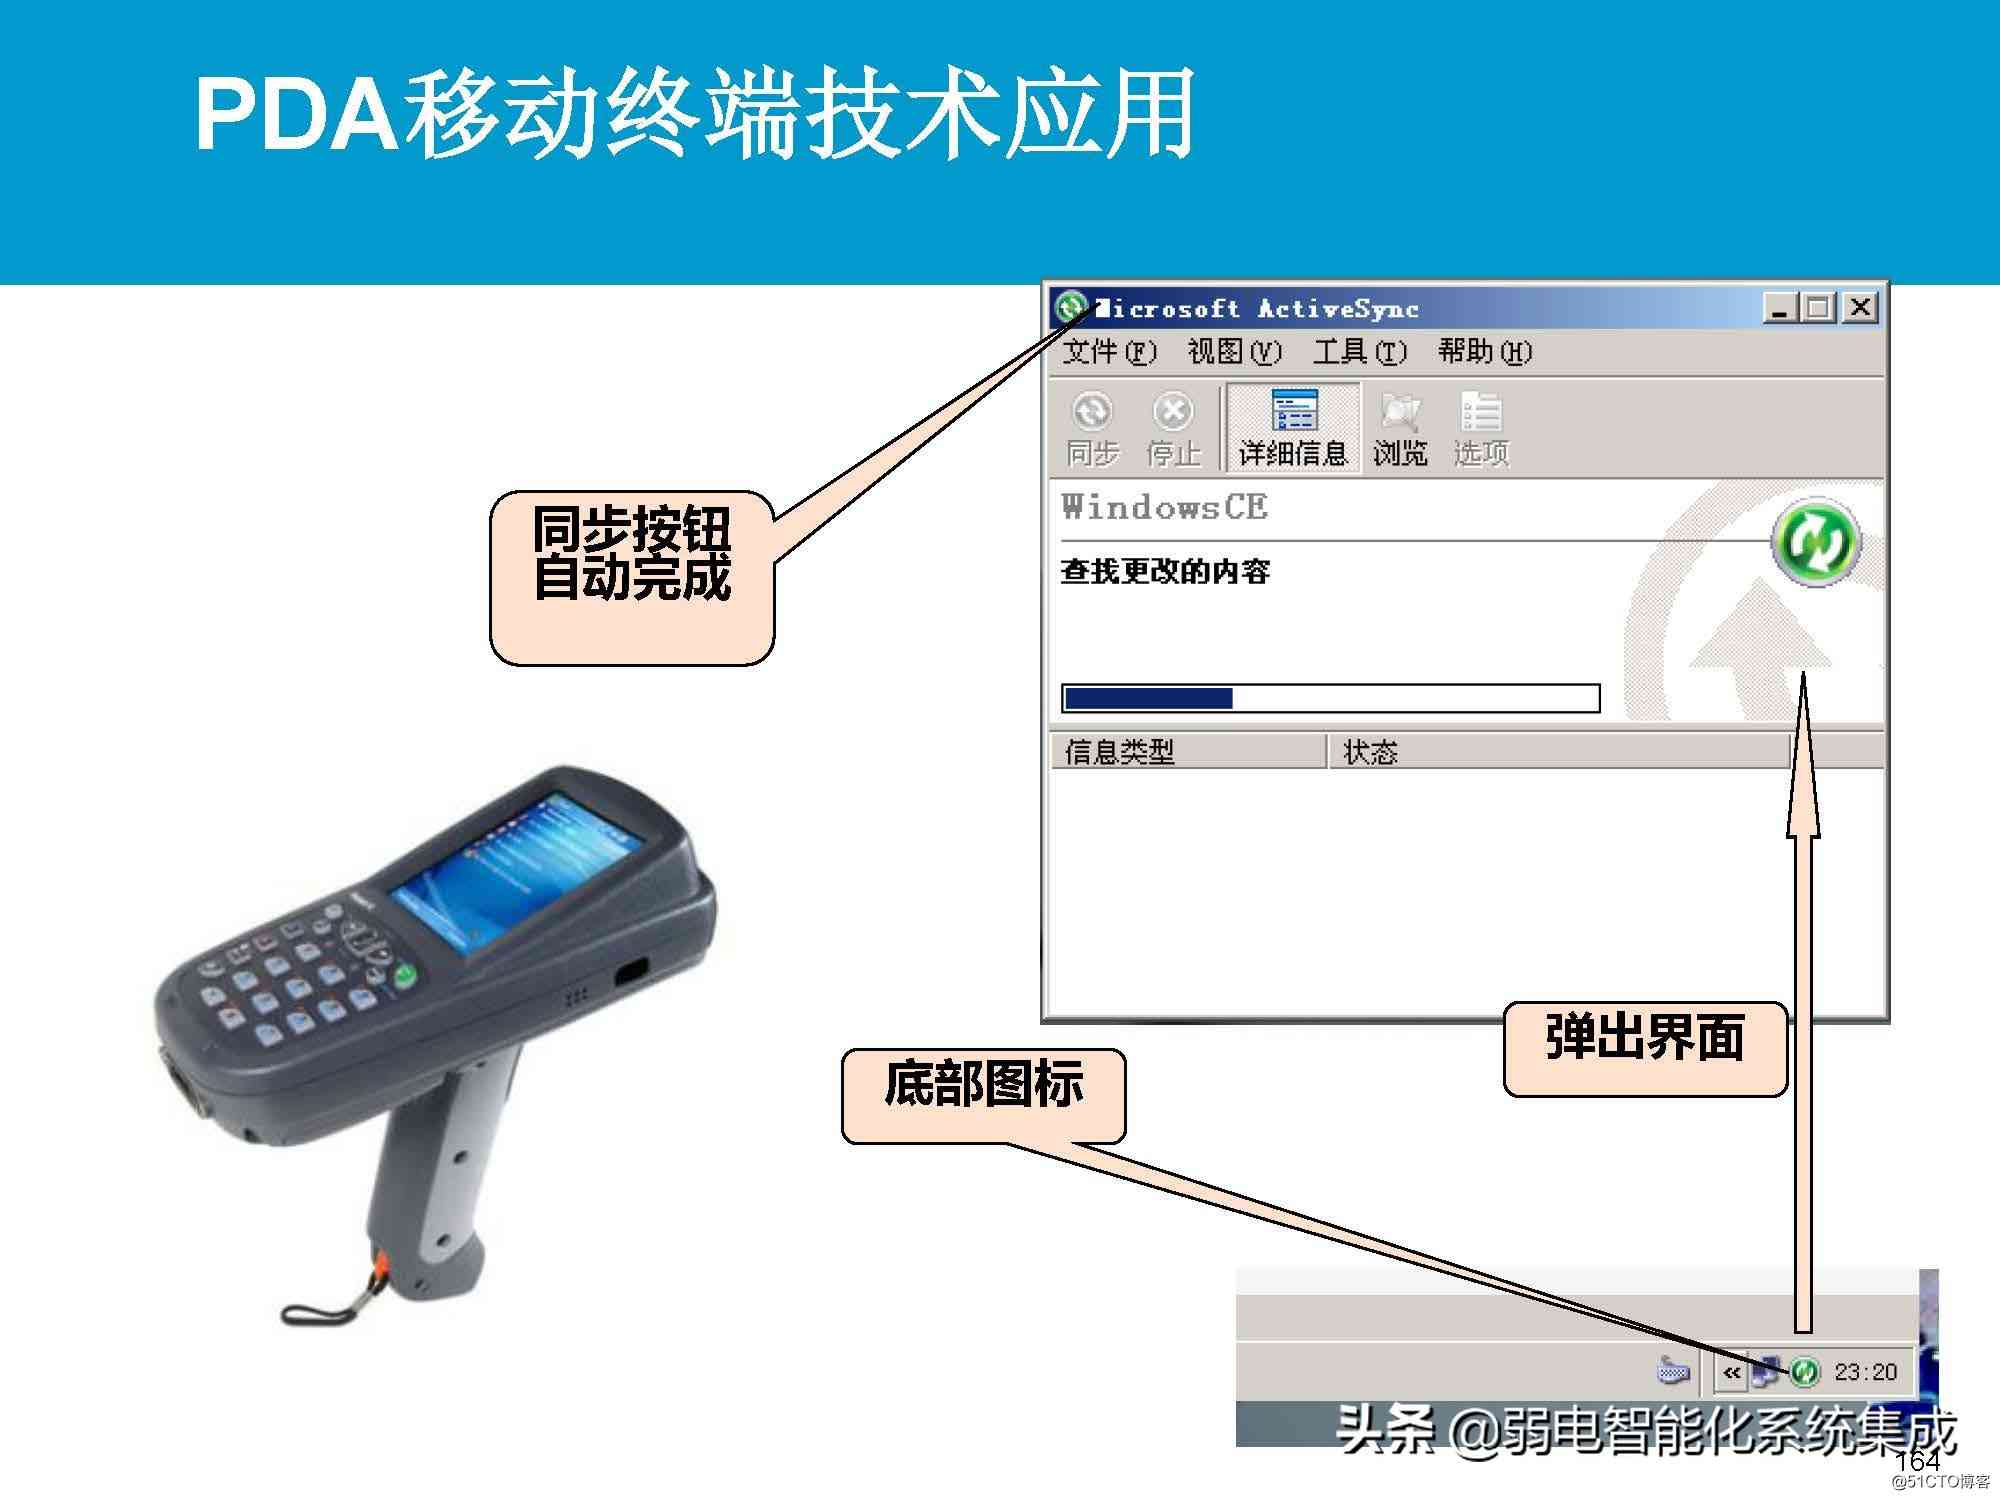 PDA移动终端技术应用
Microsoft ActiveSync
文件(F) 视图(V) 工具(T) 帮助(H)
同步 停止 详细信息 浏览 选项
WindowsCE
查找更改的内容
信息类型 状态
同步按钮
自动完成
弹出界面
底部图标
« 23:20
头条 @弱电智能化系统集成
164
@51CTO博客